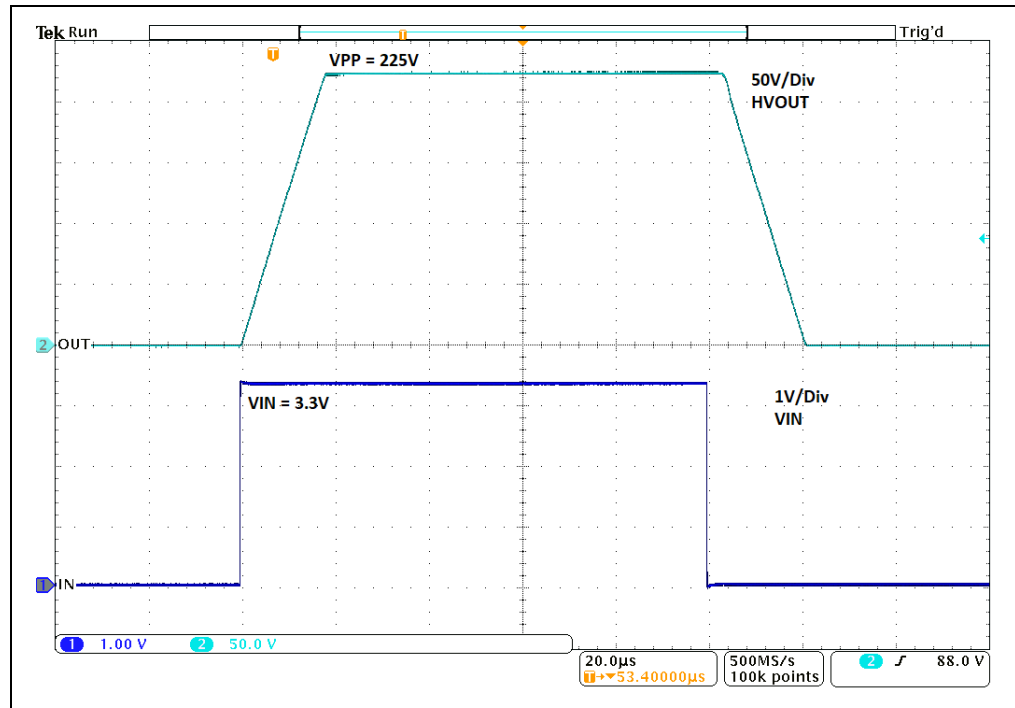 Tek Run Trig'd
T
T
VPP = 225V
50V/Div
HVOUT
2 OUT
VIN = 3.3V
1V/Div
VIN
1 IN
1 1.00 V 2 50.0 V
20.0µs
T→▼53.40000µs
500MS/s
100k points
2 88.0 V